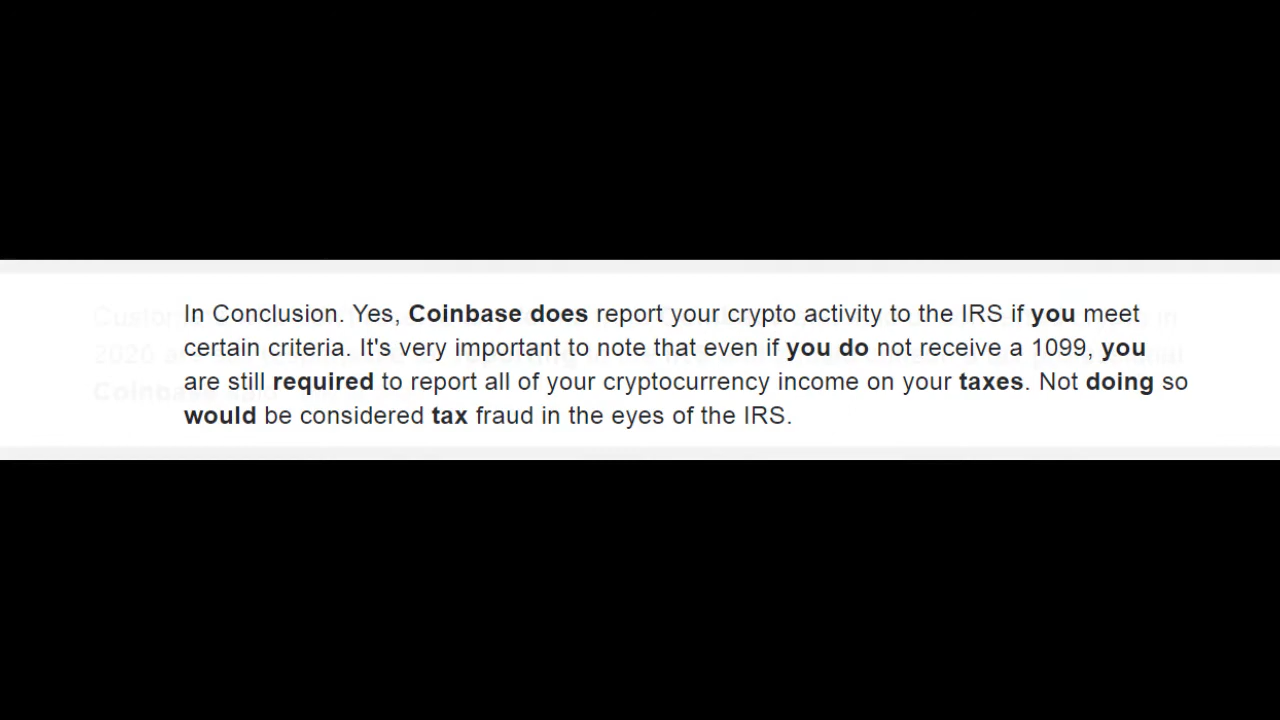 In Conclusion. Yes, Coinbase does report your crypto activity to the IRS if you meet
certain criteria. It's very important to note that even if you do not receive a 1099, you
are still required to report all of your cryptocurrency income on your taxes. Not doing so
would be considered tax fraud in the eyes of the IRS.